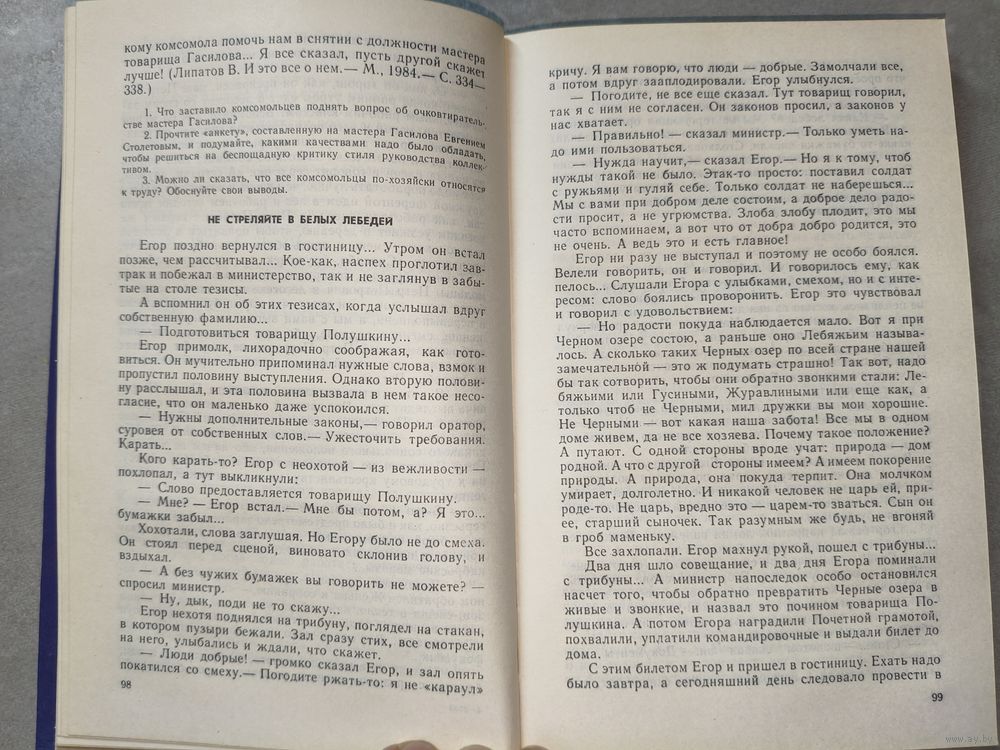 кому комсомола помочь нам в снятии с должности мастера
товарища Гасилова... Я все сказал, пусть другой скажет
лучше! (Липатов В. И это все о нем.— М., 1984.— С. 334—
338.)
1. Что заставило комсомольцев поднять вопрос об очковтиратель-
стве мастера Гасилова?
2. Прочтите «анкету», составленную на мастера Гасилова Евгением
Столетовым, и подумайте, какими качествами надо было обладать,
чтобы решиться на беспощадную критику стиля руководства коллек-
тивом.
3. Можно ли сказать, что все комсомольцы по-хозяйски относятся
к труду? Обоснуйте свои выводы.
НЕ СТРЕЛЯЙТЕ В БЕЛЫХ ЛЕБЕДЕЙ
Егор поздно вернулся в гостиницу... Утром он встал
позже, чем рассчитывал... Кое-как, наспех проглотил зав-
трак и побежал в министерство, так и не заглянув в забы-
тые на столе тезисы.
А вспомнил он об этих тезисах, когда услышал вдруг
собственную фамилию...
— Подготовиться товарищу Полушкину...
Егор примолк, лихорадочно соображая, как гото-
виться. Он мучительно припоминал нужные слова, взмок и
пропустил половину выступления. Однако вторую полови-
ну расслышал, и эта половина вызвала в нем такое несо-
гласие, что он маленько даже успокоился.
— Нужны дополнительные законы,— говорил оратор,
суровея от собственных слов.— Ужесточить требования.
Карать...
Кого карать-то? Егор с неохотой — из вежливости —
похлопал, а тут выкликнули:
— Слово предоставляется товарищу Полушкину.
— Мне? — Егор встал.— Мне бы потом, а? Я это...
бумажки забыл...
Хохотали, слова заглушая. Но Егору было не до смеха.
Он стоял перед сценой, виновато склонив голову, и
вздыхал.
— А без чужих бумажек вы говорить не можете? —
спросил министр.
— Ну, дык, поди не то скажу...
Егор нехотя поднялся на трибуну, поглядел на стакан,
в котором пузыри бежали. Зал сразу стих, все смотрели
на него, улыбались и ждали, что скажет.
— Люди добрые! — громко сказал Егор, и зал опять
покатился со смеху.— Погодите ржать-то: я не «караул»
98
кричу. Я вам говорю, что люди — добрые. Замолчали все,
а потом вдруг зааплодировали. Егор улыбнулся.
— Погодите, не все еще сказал. Тут товарищ говорил,
так я с ним не согласен. Он законов просил, а законов у
нас хватает.
— Правильно! — сказал министр.— Только уметь на-
до ими пользоваться.
— Нужда научит,— сказал Егор.— Но я к тому, чтоб
нужды такой не было. Этак-то просто: поставил солдат
с ружьями и гуляй себе. Только солдат не наберешься...
Мы с вами при добром деле состоим, а доброе дело радо-
сти просит, а не угрюмства. Злоба злобу плодит, это мы
часто вспоминаем, а вот что от добра добро родится, это
не очень. А ведь это и есть главное!
Егор ни разу не выступал и поэтому не особо боялся.
Велели говорить, он и говорил. И говорилось ему, как
пелось... Слушали Егора с улыбками, смехом, но и с инте-
ресом: слово боялись проворонить. Егор это чувствовал
и говорил с удовольствием:
— Но радости покуда наблюдается мало. Вот я при
Черном озере состою, а раньше оно Лебяжьим называ-
лось. А сколько таких Черных озер по всей стране нашей
замечательной — это ж подумать страшно! Так вот, надо
бы так сотворить, чтобы они обратно звонкими стали: Ле-
бяжьими или Гусиными, Журавлиными или еще как, а
только чтоб не Черными, мил дружки вы мои хорошие.
Не Черными — вот какая наша забота! Все мы в одном
доме живем, да не все хозяева. Почему такое положение?
А путают. С одной стороны вроде учат: природа — дом
родной. А что с другой стороны имеем? А имеем покорение
природы. А природа, она покуда терпит. Она молчком
умирает, долголетно. И никакой человек не царь ей, при-
роде-то. Не царь, вредно это — царем-то зваться. Сын он
ее, старший сыночек. Так разумным же будь, не вгоняй
в гроб маменьку.
Все захлопали. Егор махнул рукой, пошел с трибуны...
Два дня шло совещание, и два дня Егора поминали
с трибуны... А министр напоследок особо остановился
насчет того, чтобы обратно превратить Черные озера в
живые и звонкие, и назвал это почином товарища По-
лушкина. А потом Егора наградили Почетной грамотой,
похвалили, уплатили командировочные и выдали билет до
дома.
С этим билетом Егор и пришел в гостиницу. Ехать надо
было завтра, а сегодняшний день следовало провести в
99
www.ay.by